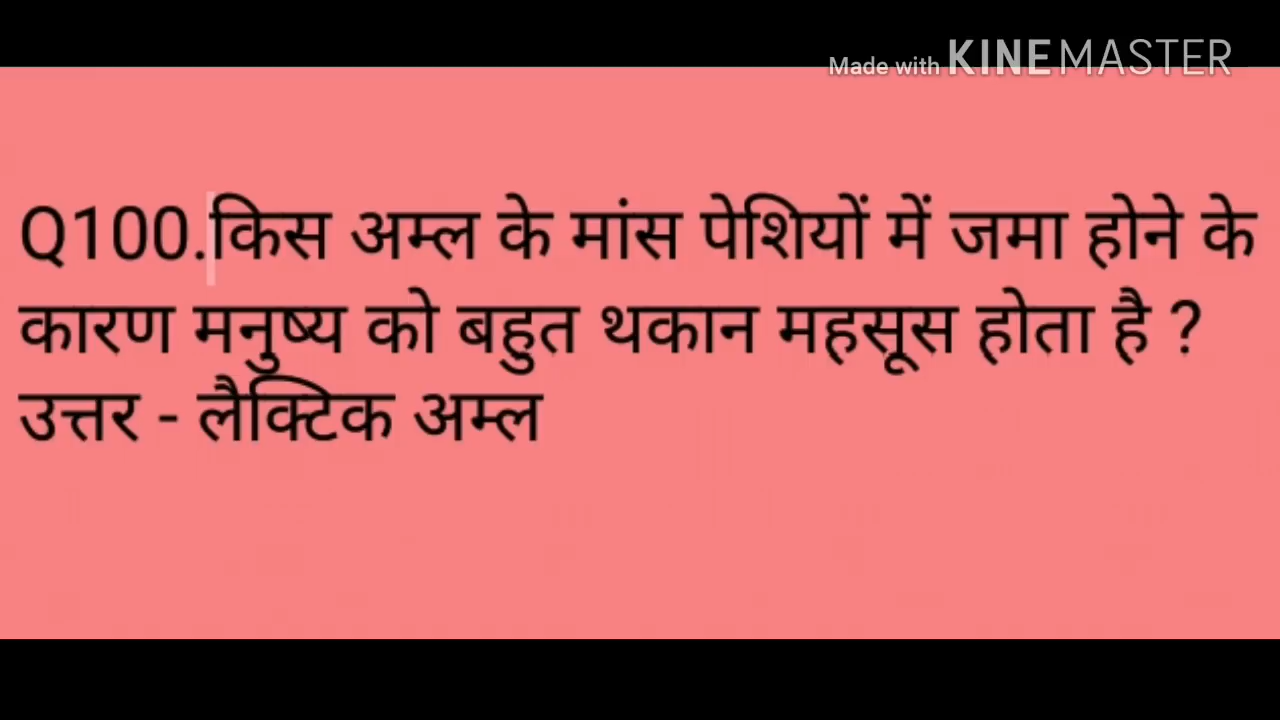 Made with KINEMASTER
Q100.किस अम्ल के मांस पेशियों में जमा होने के
कारण मनुष्य को बहुत थकान महसूस होता है ?
उत्तर - लैक्टिक अम्ल